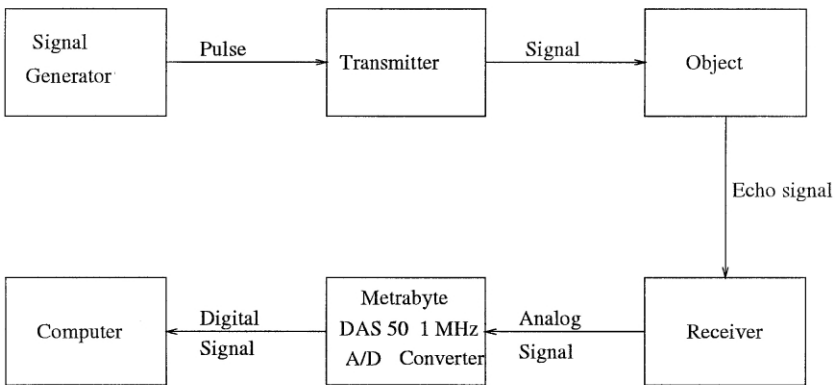 Signal
Generator
Pulse
Transmitter
Signal
Object
Echo signal
Receiver
Analog
Signal
Metrabyte
DAS 50 1 MHz
A/D Converter
Digital
Signal
Computer